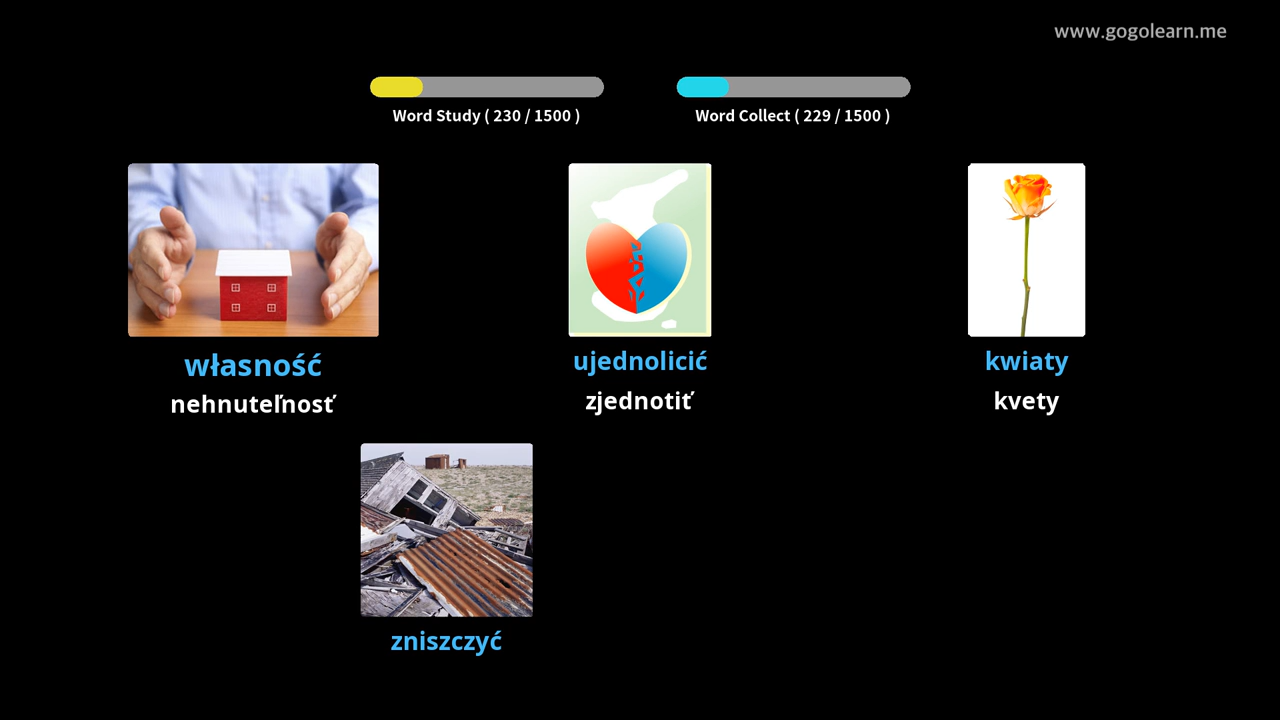 www.gogolearn.me
Word Study ( 230 / 1500 )
Word Collect ( 229 / 1500 )
własność
nehnuteľnosť
ujednolicić
zjednotiť
kwiaty
kvety
zniszczyć